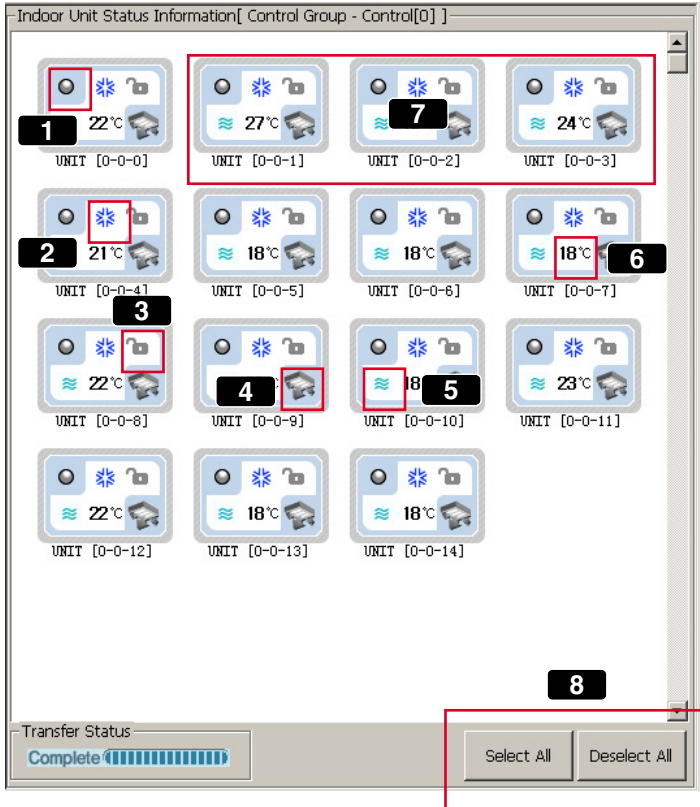 Indoor Unit Status Information[ Control Group - Control[0] ]
1
22℃
UNIT [0-0-0]
27℃
UNIT [0-0-1]
7
UNIT [0-0-2]
24℃
UNIT [0-0-3]
2
21℃
UNIT [0-0-4]
18℃
UNIT [0-0-5]
18℃
UNIT [0-0-6]
18℃
6
UNIT [0-0-7]
3
22℃
UNIT [0-0-8]
4
UNIT [0-0-9]
18
5
UNIT [0-0-10]
23℃
UNIT [0-0-11]
22℃
UNIT [0-0-12]
18℃
UNIT [0-0-13]
18℃
UNIT [0-0-14]
8
Transfer Status
Complete
Select All
Deselect All